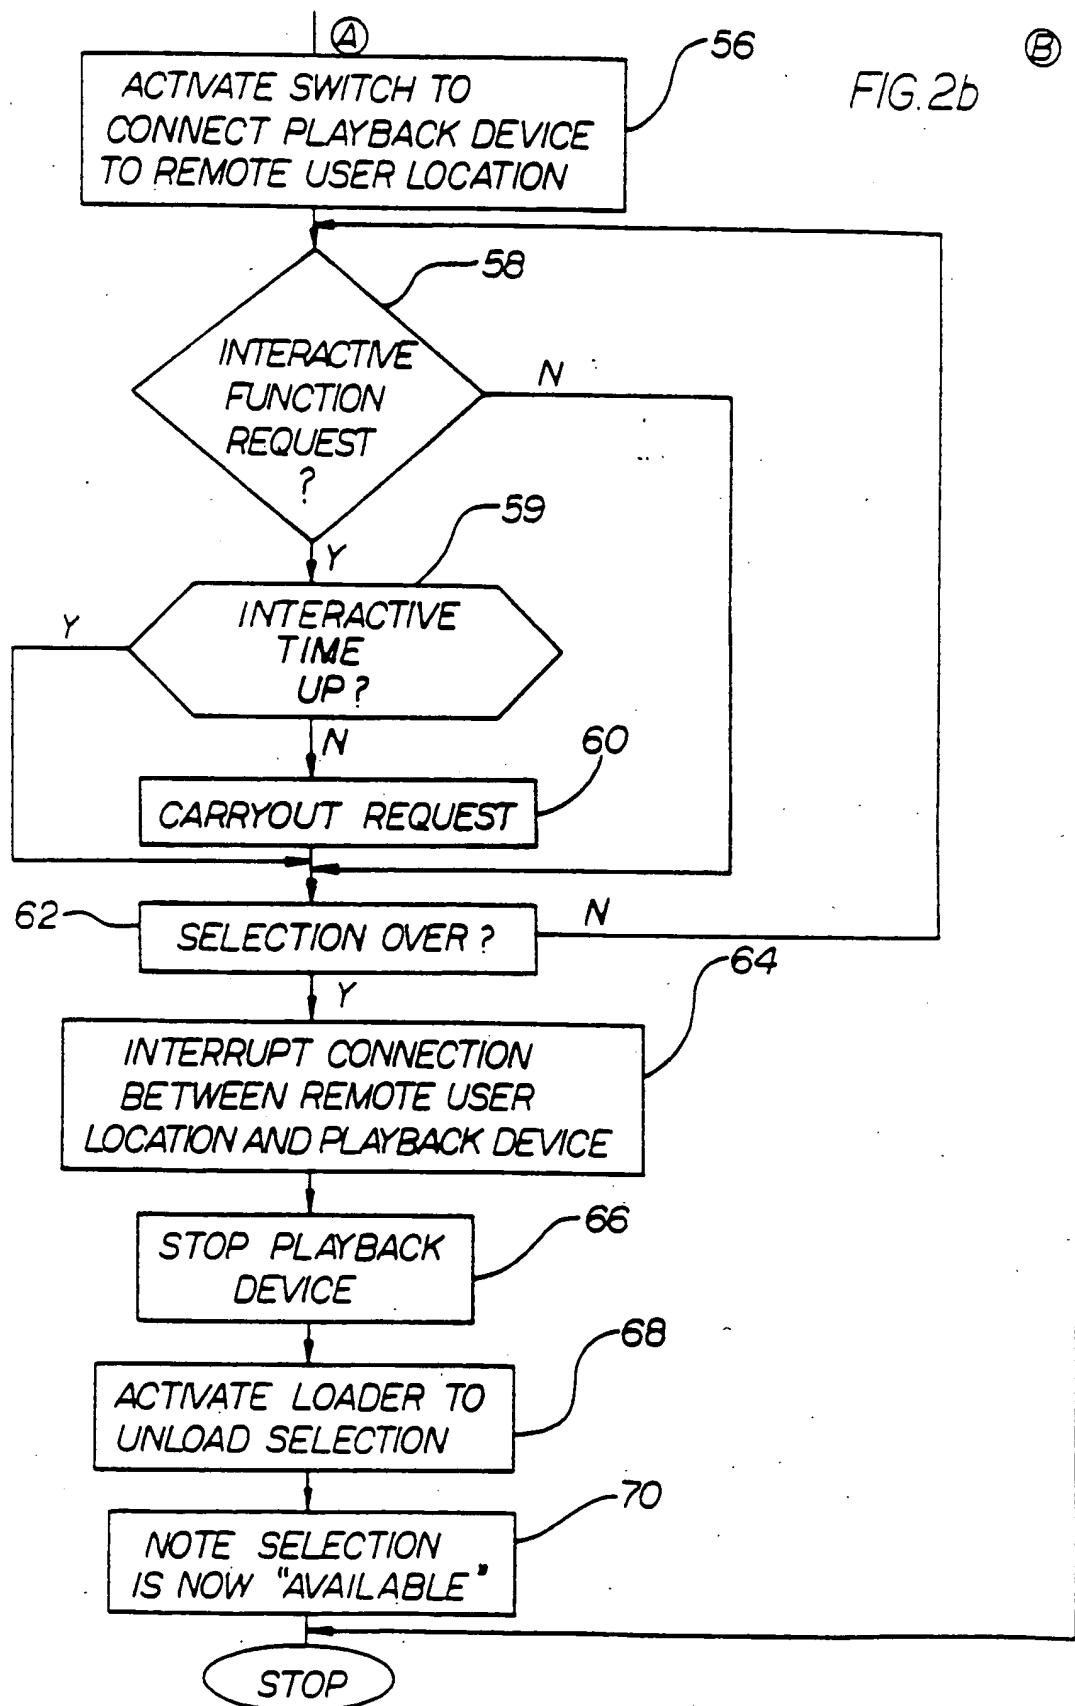 A
56
B
FIG.2b
ACTIVATE SWITCH TO
CONNECT PLAYBACK DEVICE
TO REMOTE USER LOCATION
58
INTERACTIVE
FUNCTION
REQUEST
?
N
Y
59
INTERACTIVE
TIME
UP?
Y
N
60
CARRYOUT REQUEST
62
SELECTION OVER?
N
Y
64
INTERRUPT CONNECTION
BETWEEN REMOTE USER
LOCATION AND PLAYBACK DEVICE
66
STOP PLAYBACK
DEVICE
68
ACTIVATE LOADER TO
UNLOAD SELECTION
70
NOTE SELECTION
IS NOW "AVAILABLE"
STOP